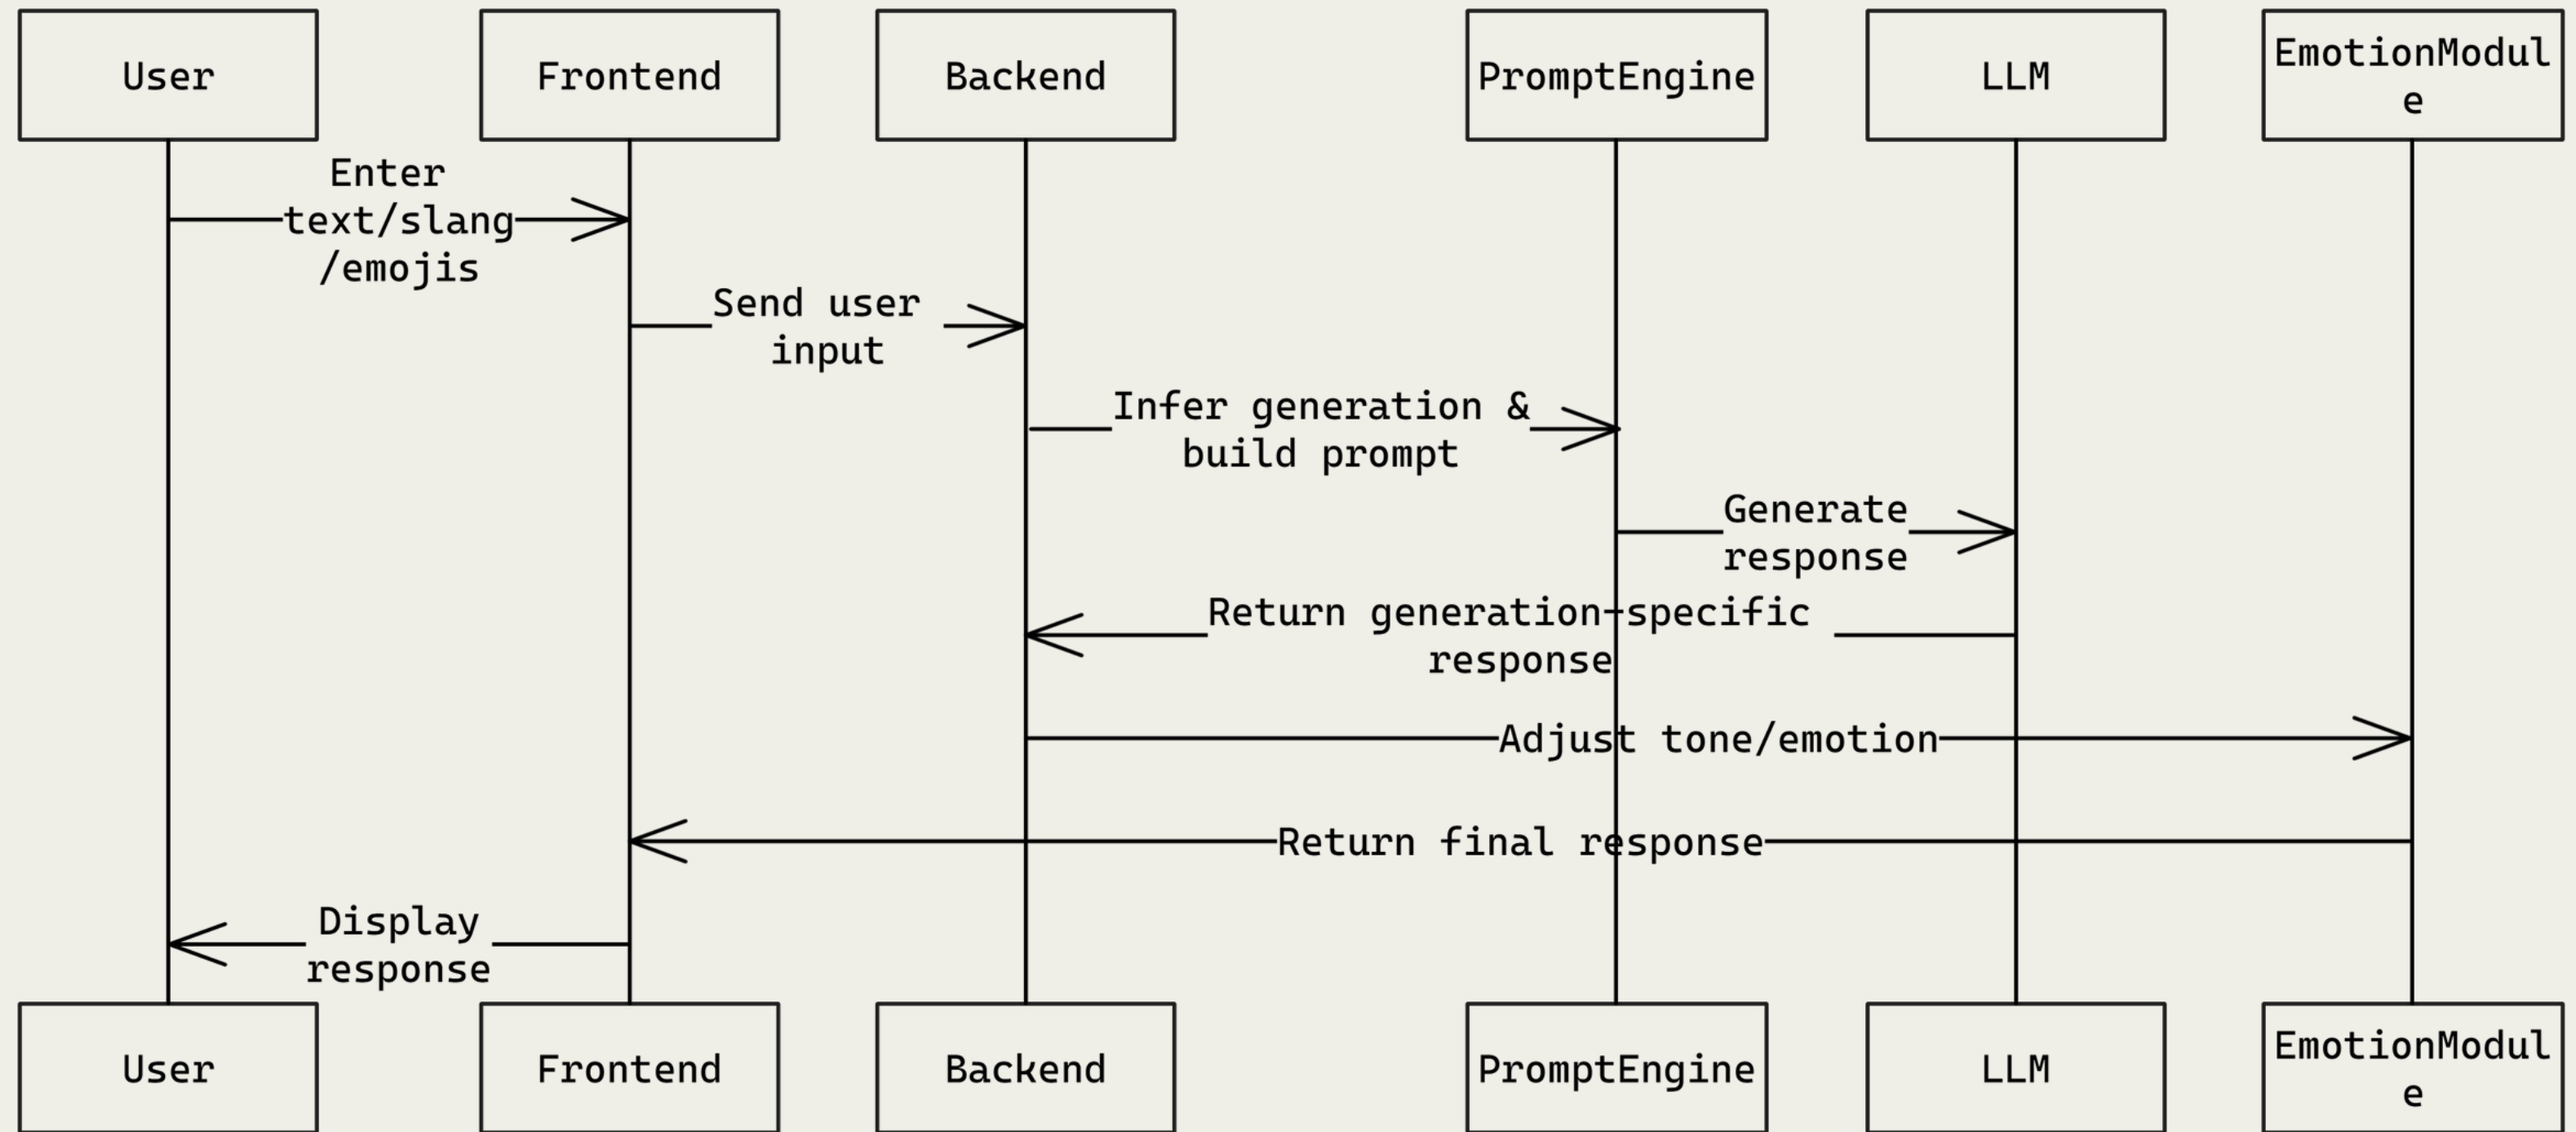 User
Frontend
Backend
PromptEngine
LLM
EmotionModul
e
Enter
text/slang
/emojis
Send user
input
Infer generation &
build prompt
Generate
response
Return generation-specific
response
Adjust tone/emotion
Return final response
Display
response
User
Frontend
Backend
PromptEngine
LLM
EmotionModul
e